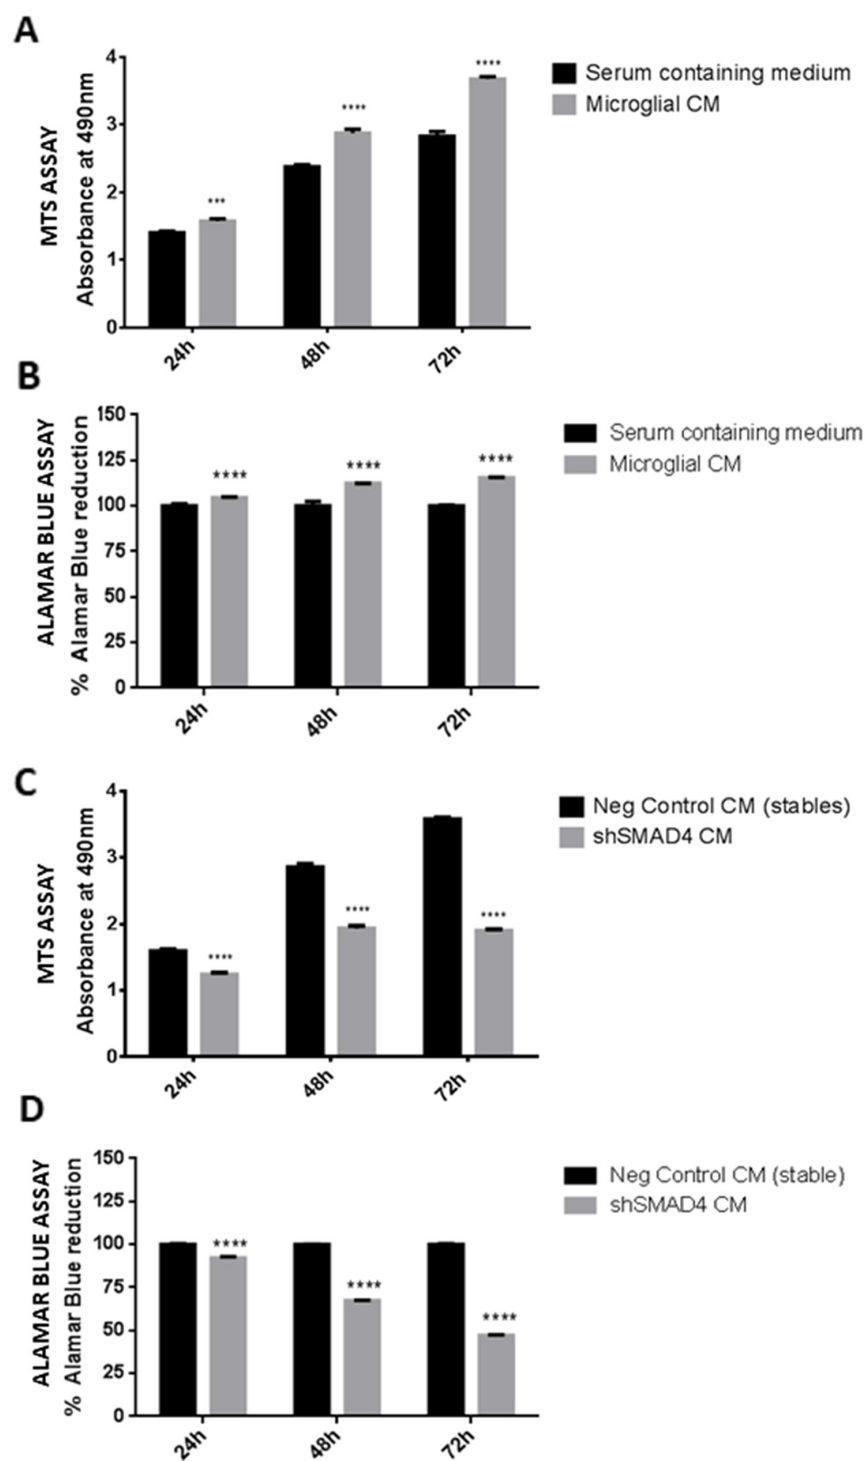 A
MTS ASSAY
Absorbance at 490nm
4
3
2
1
0
***
****
****
24h
48h
72h
Serum containing medium
Microglial CM
B
ALAMAR BLUE ASSAY
% Alamar Blue reduction
150
125
100
75
50
25
0
****
****
****
24h
48h
72h
Serum containing medium
Microglial CM
C
MTS ASSAY
Absorbance at 490nm
4
3
2
1
0
****
****
****
24h
48h
72h
Neg Control CM (stables)
shSMAD4 CM
D
ALAMAR BLUE ASSAY
% Alamar Blue reduction
150
125
100
75
50
25
0
****
****
****
24h
48h
72h
Neg Control CM (stable)
shSMAD4 CM